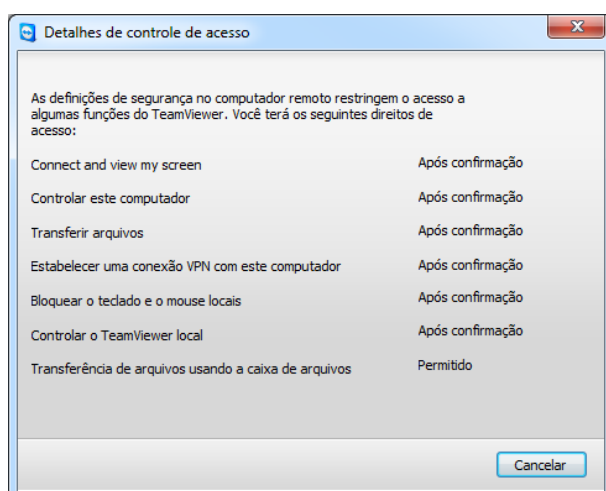 Detalhes de controle de acesso
As definições de segurança no computador remoto restringem o acesso a
algumas funções do TeamViewer. Você terá os seguintes direitos de
acesso:
Connect and view my screen Após confirmação
Controlar este computador Após confirmação
Transferir arquivos Após confirmação
Estabelecer uma conexão VPN com este computador Após confirmação
Bloquear o teclado e o mouse locais Após confirmação
Controlar o TeamViewer local Após confirmação
Transferência de arquivos usando a caixa de arquivos Permitido
Cancelar